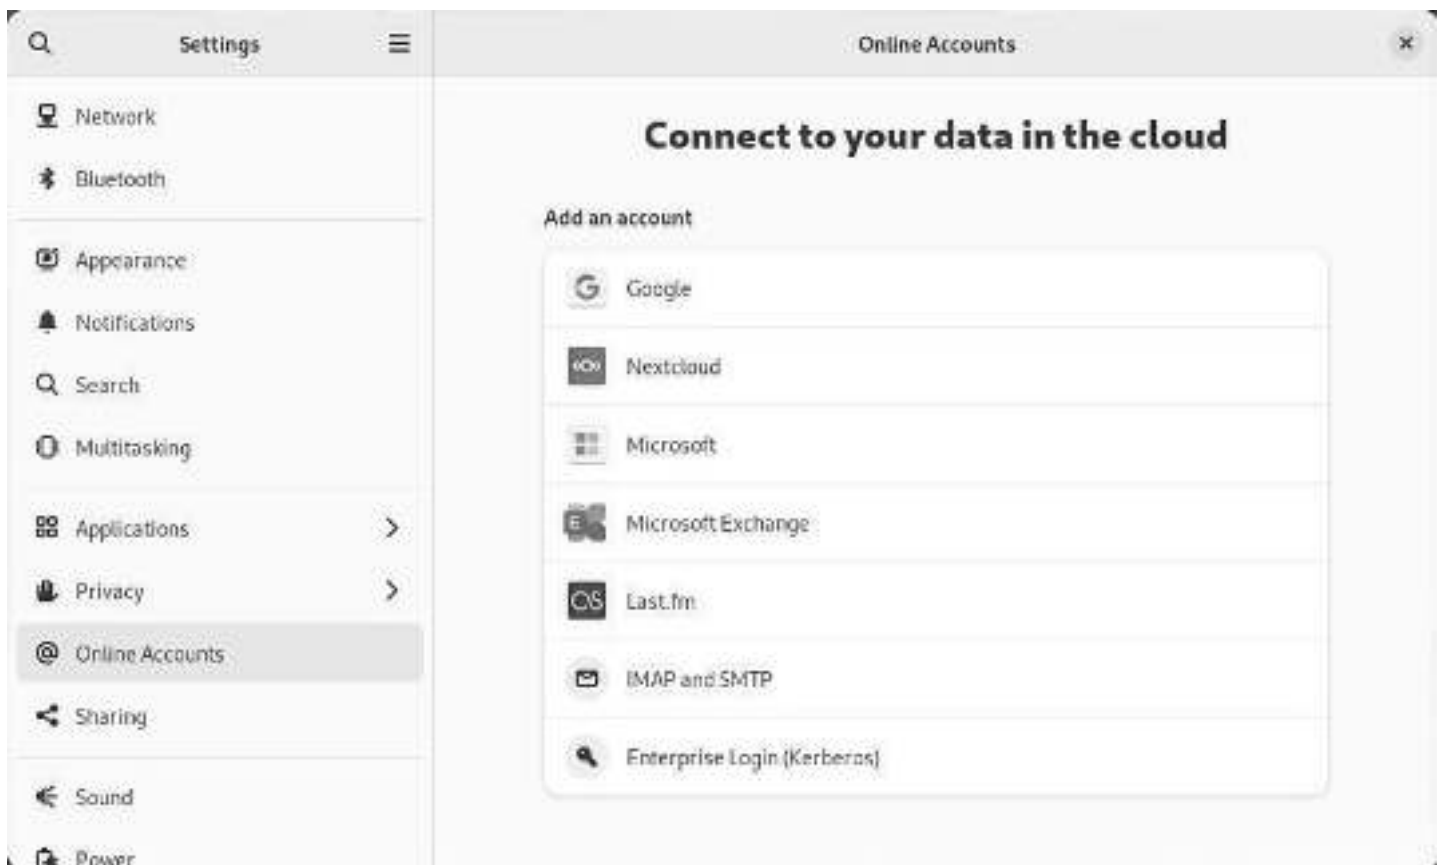 Settings
Online Accounts
Network
Bluetooth
Appearance
Notifications
Search
Multitasking
Applications
Privacy
Online Accounts
Sharing
Sound
Power
Connect to your data in the cloud
Add an account
Google
Nextcloud
Microsoft
Microsoft Exchange
Last.fm
IMAP and SMTP
Enterprise Login (Kerberos)